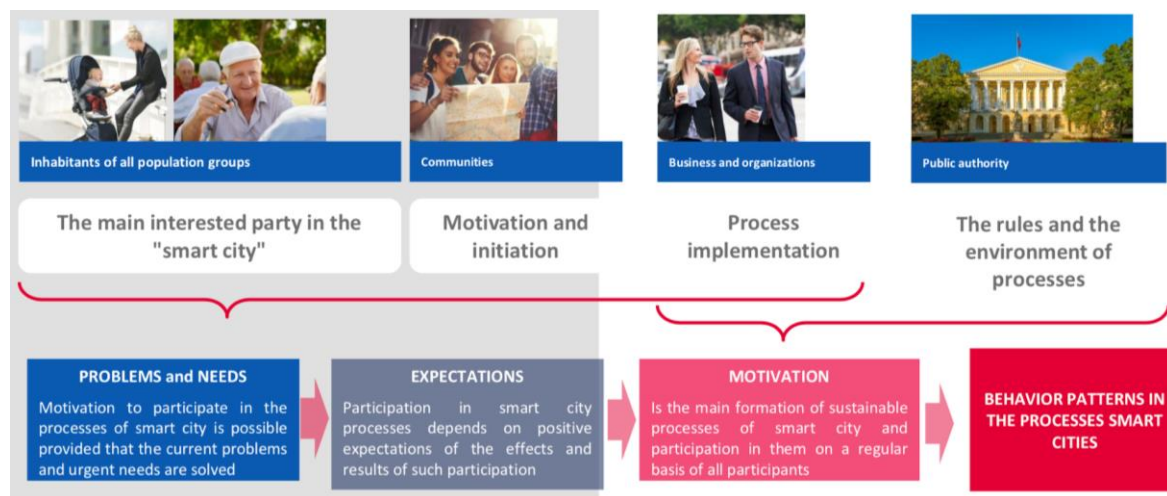 Inhabitants of all population groups
Communities
Business and organizations
Public authority
The main interested party in the
"smart city"
Motivation and
initiation
Process
implementation
The rules and the
environment of
processes
PROBLEMS and NEEDS
Motivation to participate in the
processes of smart city is possible
provided that the current problems
and urgent needs are solved
EXPECTATIONS
Participation in smart city
processes depends on positive
expectations of the effects and
results of such participation
MOTIVATION
Is the main formation of sustainable
processes of smart city and
participation in them on a regular
basis of all participants
BEHAVIOR PATTERNS IN
THE PROCESSES SMART
CITIES